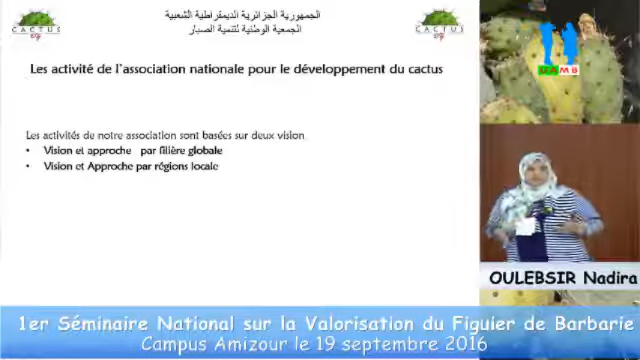 الجمهورية الجزائرية الديمقراطية الشعبية
الجمعية الوطنية لتنمية الصبار
CACTUS
CACTUS
Les activité de l'association nationale pour le développement du cactus
Les activités de notre association sont basées sur deux vision
• Vision et approche par filière globale
• Vision et Approche par régions locale
UAMB
OULEBSIR Nadira
1er Séminaire National sur la Valorisation du Figuier de Barbarie
Campus Amizour le 19 septembre 2016